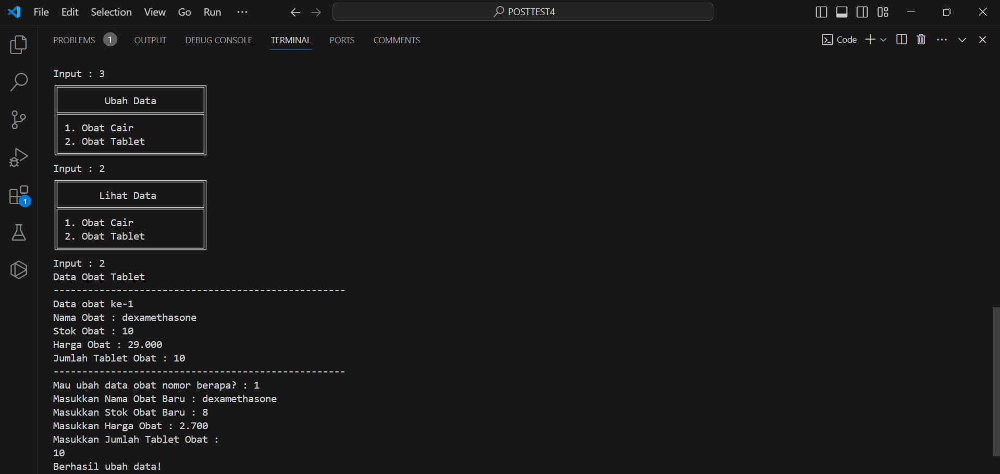 File Edit Selection View Go Run ··· POSTTEST4
PROBLEMS 1 OUTPUT DEBUG CONSOLE TERMINAL PORTS COMMENTS Code
Input : 3
Ubah Data
1. Obat Cair
2. Obat Tablet
Input : 2
Lihat Data
1. Obat Cair
2. Obat Tablet
1
Input : 2
Data Obat Tablet
---------------------------------------------------
Data obat ke-1
Nama Obat : dexamethasone
Stok Obat : 10
Harga Obat : 29.000
Jumlah Tablet Obat : 10
---------------------------------------------------
Mau ubah data obat nomor berapa? : 1
Masukkan Nama Obat Baru : dexamethasone
Masukkan Stok Obat Baru : 8
Masukkan Harga Obat : 2.700
Masukkan Jumlah Tablet Obat :
10
Berhasil ubah data!